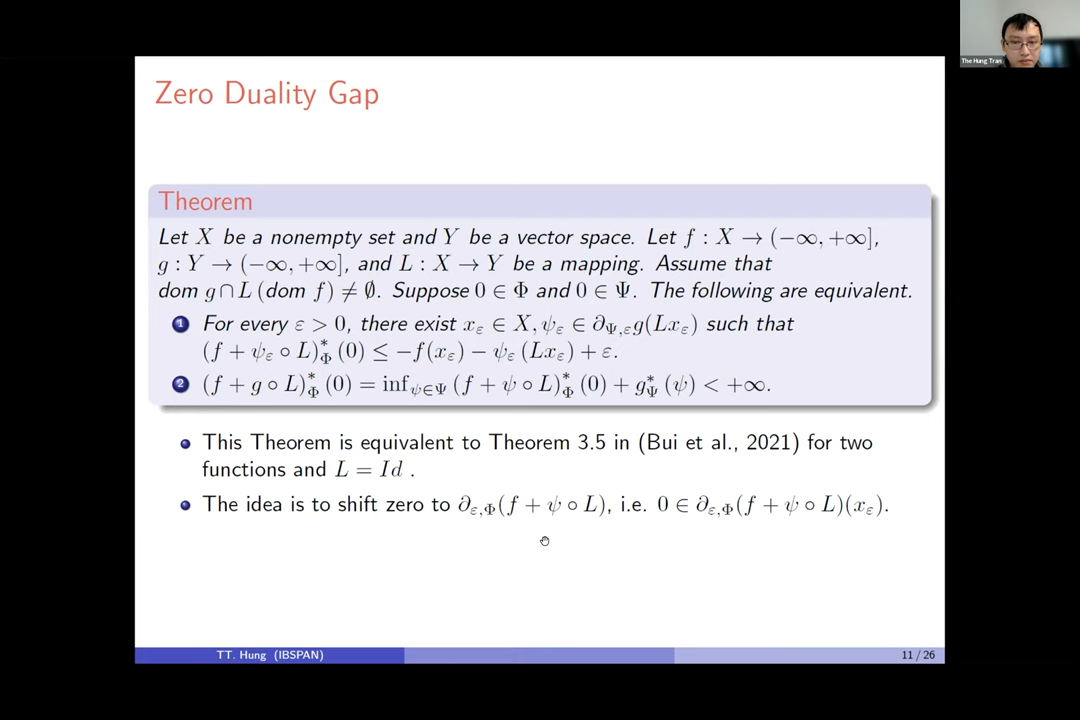 The Hung Tran
Zero Duality Gap
Theorem
Let X be a nonempty set and Y be a vector space. Let f : X → (−∞, +∞],
g : Y → (−∞, +∞], and L : X → Y be a mapping. Assume that
dom g ∩ L (dom f) ≠ ∅. Suppose 0 ∈ Φ and 0 ∈ Ψ. The following are equivalent.
1 For every ε > 0, there exist x_ε ∈ X, ψ_ε ∈ ∂_{Ψ,ε} g(Lx_ε) such that
(f + ψ_ε ∘ L)*_Φ (0) ≤ −f(x_ε) − ψ_ε (Lx_ε) + ε.
2 (f + g ∘ L)*_Φ (0) = inf_{ψ∈Ψ} (f + ψ ∘ L)*_Φ (0) + g*_Ψ (ψ) < +∞.
This Theorem is equivalent to Theorem 3.5 in (Bui et al., 2021) for two
functions and L = Id .
The idea is to shift zero to ∂_{ε,Φ}(f + ψ ∘ L), i.e. 0 ∈ ∂_{ε,Φ}(f + ψ ∘ L)(x_ε).
TT. Hung (IBSPAN)
11 / 26